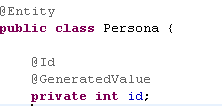 @Entity
public class Persona {
@Id
@GeneratedValue
private int id;